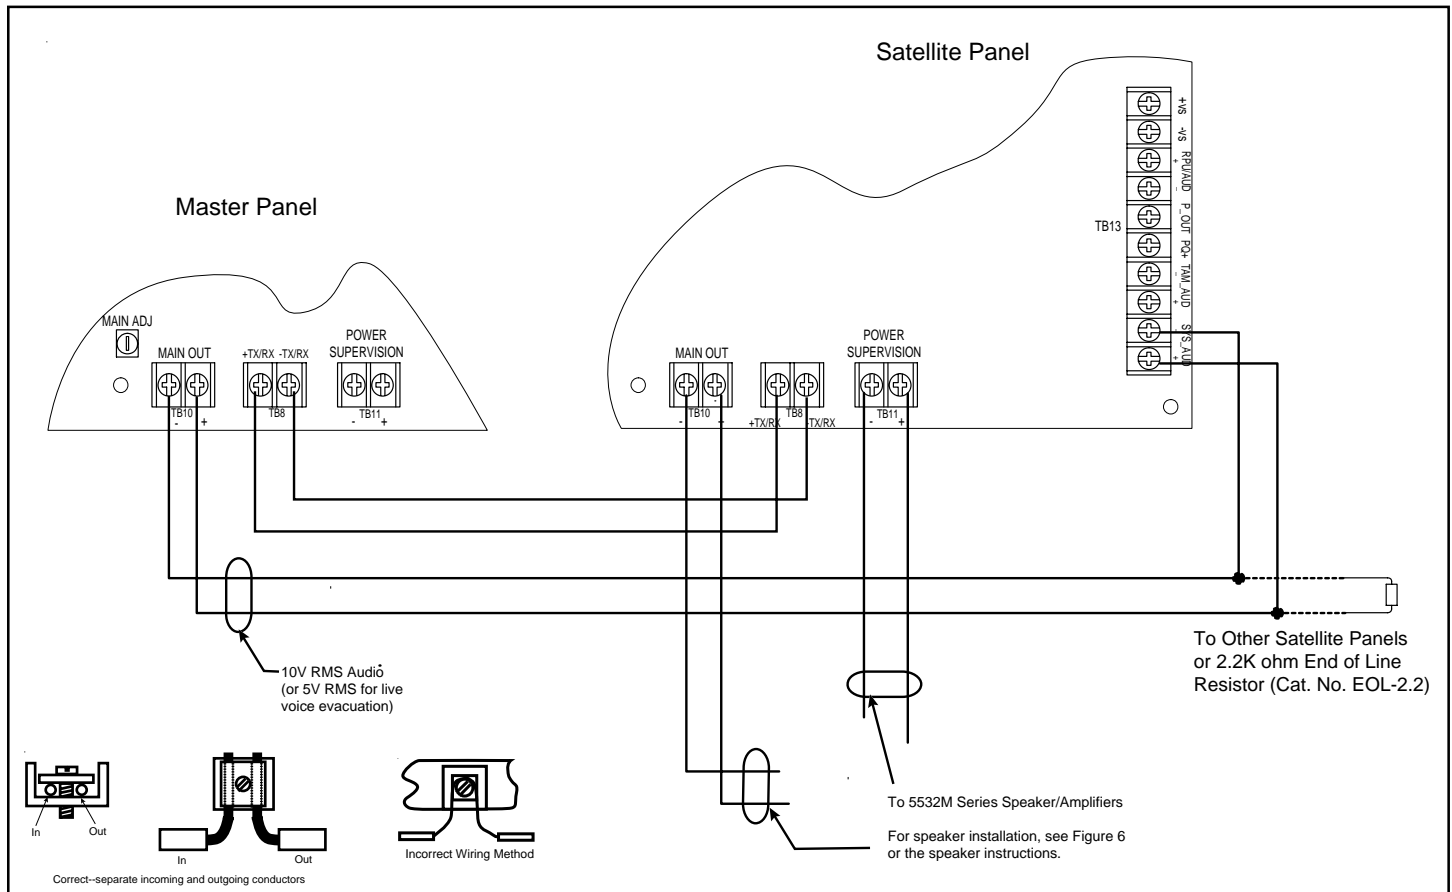 Satellite Panel
+VS
-VS
RPU/AUD
+
-
P_OUT
PQ+
TAM_AUD
-
+
SYS_AUD
-
+
TB13
Master Panel
MAIN ADJ
MAIN OUT
+TX/RX
-TX/RX
POWER
SUPERVISION
TB10
TB8
TB11
-
+
-
+
MAIN OUT
POWER
SUPERVISION
TB10
TB8
TB11
-
+
+TX/RX
-TX/RX
-
+
10V RMS Audio
(or 5V RMS for live
voice evacuation)
To Other Satellite Panels
or 2.2K ohm End of Line
Resistor (Cat. No. EOL-2.2)
To 5532M Series Speaker/Amplifiers
For speaker installation, see Figure 6
or the speaker instructions.
In
Out
In
Out
Correct--separate incoming and outgoing conductors
Incorrect Wiring Method